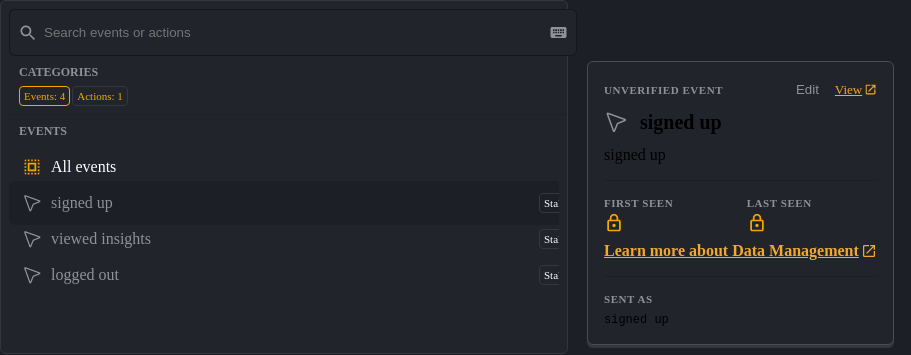 Search events or actions
CATEGORIES
Events: 4
Actions: 1
EVENTS
All events
signed up
Sta
viewed insights
Sta
logged out
Sta
UNVERIFIED EVENT
Edit
View
signed up
signed up
FIRST SEEN
LAST SEEN
Learn more about Data Management
SENT AS
signed up